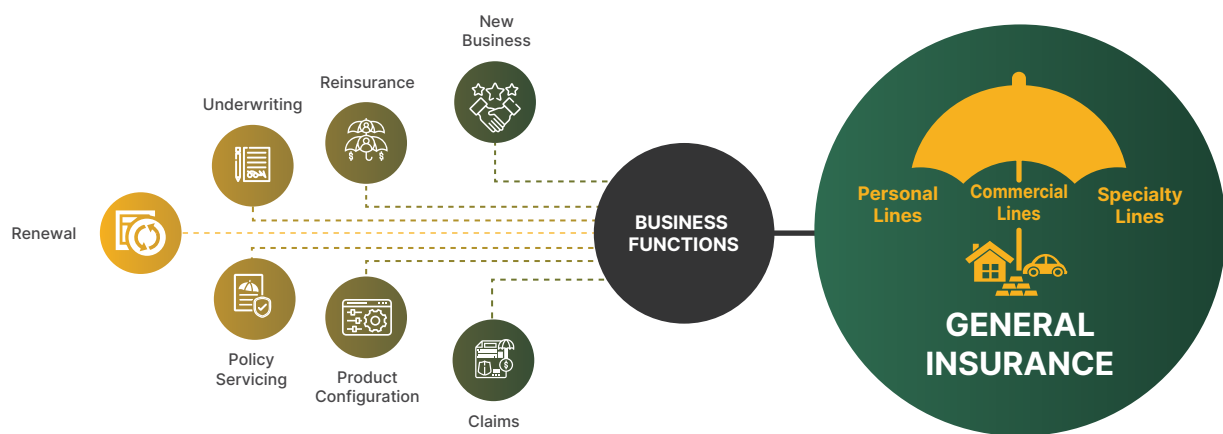 New
Business
Reinsurance
Underwriting
Renewal
Policy
Servicing
Product
Configuration
Claims
BUSINESS
FUNCTIONS
Personal
Lines
Commercial
Lines
Specialty
Lines
GENERAL
INSURANCE